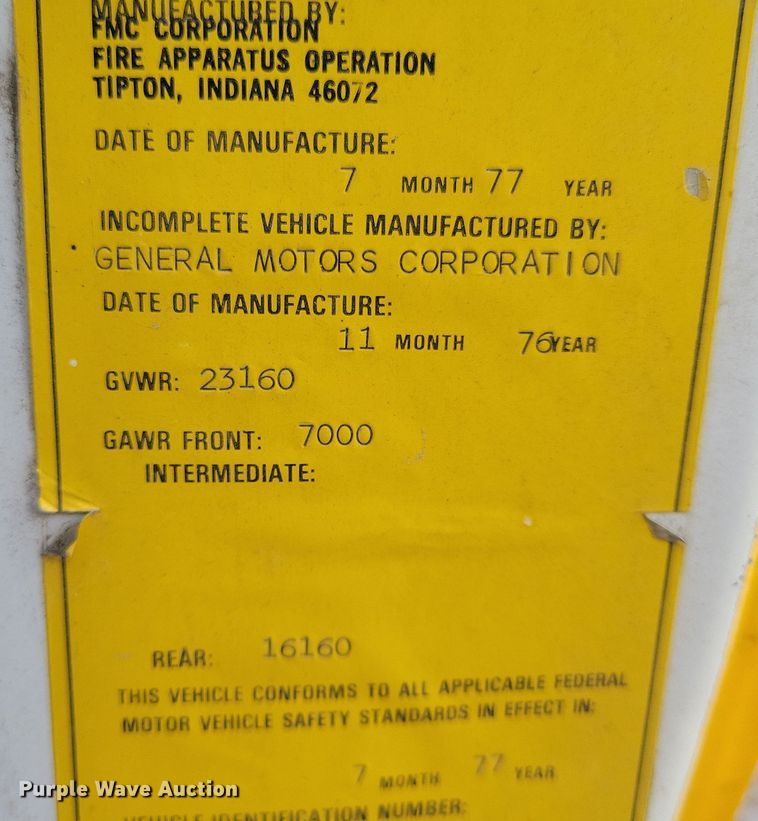 MANUFACTURED BY:
FMC CORPORATION
FIRE APPARATUS OPERATION
TIPTON, INDIANA 46072
DATE OF MANUFACTURE:
7 MONTH 77 YEAR
INCOMPLETE VEHICLE MANUFACTURED BY:
GENERAL MOTORS CORPORATION
DATE OF MANUFACTURE:
11 MONTH 76 YEAR
GVWR: 23160
GAWR FRONT: 7000
INTERMEDIATE:
REAR: 16160
THIS VEHICLE CONFORMS TO ALL APPLICABLE FEDERAL
MOTOR VEHICLE SAFETY STANDARDS IN EFFECT IN:
7 MONTH 77 YEAR
VEHICLE IDENTIFICATION NUMBER:
Purple Wave Auction